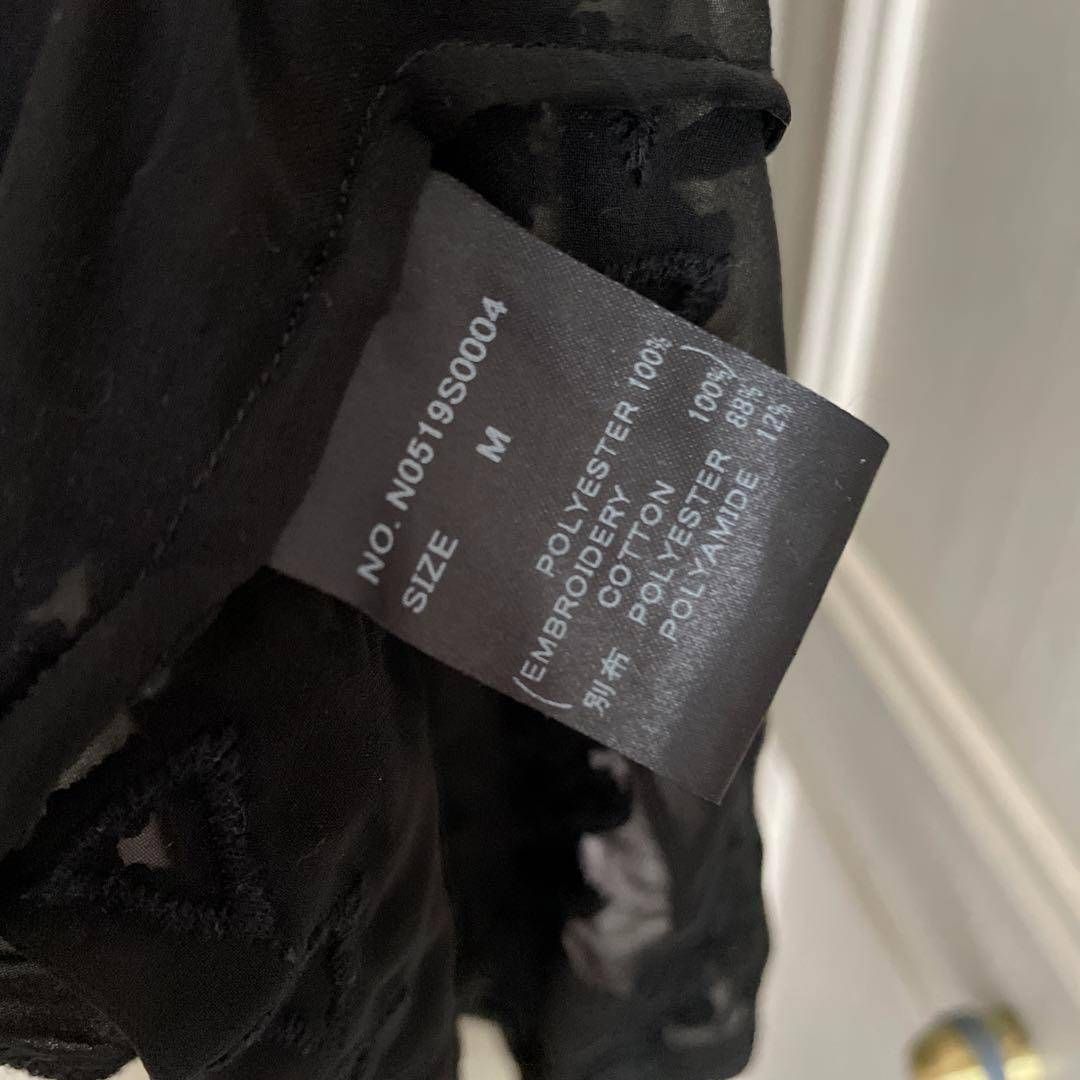 NO. N0519S0004
SIZE M
POLYESTER 100%
(EMBROIDERY
COTTON 100%)
別布 POLYESTER 88%
POLYAMIDE 12%